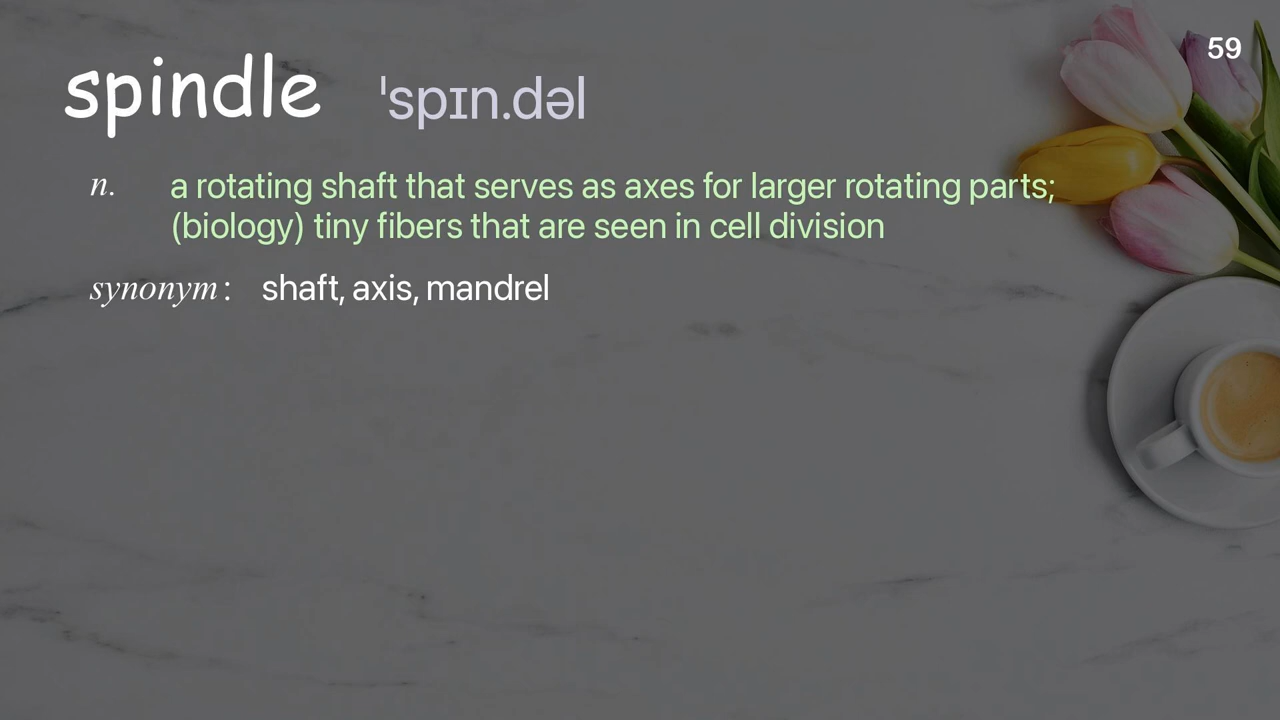 59
spindle ˈspɪn.dəl
n. a rotating shaft that serves as axes for larger rotating parts;
(biology) tiny fibers that are seen in cell division
synonym: shaft, axis, mandrel